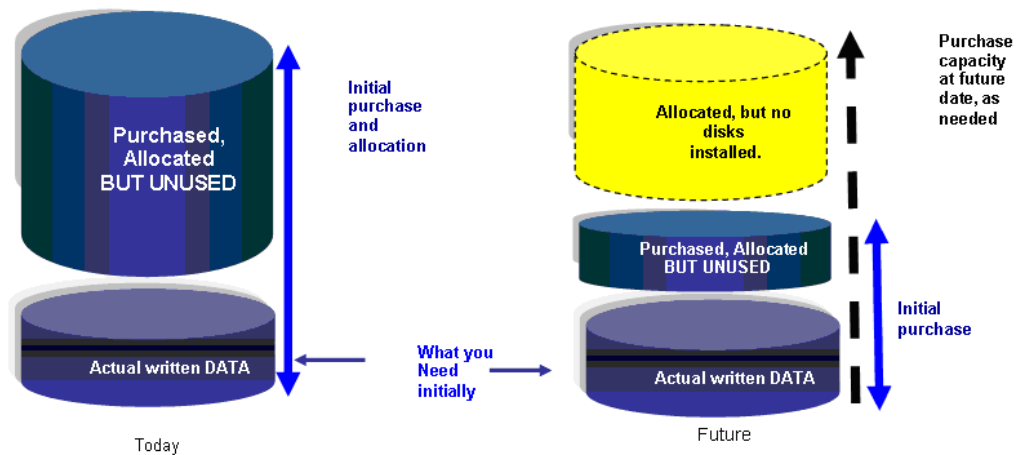 Purchased,
Allocated
BUT UNUSED
Initial
purchase
and
allocation
Actual written DATA
Today
What you
Need
initially
Allocated, but no
disks
installed.
Purchase
capacity
at future
date, as
needed
Purchased, Allocated
BUT UNUSED
Initial
purchase
Actual written DATA
Future